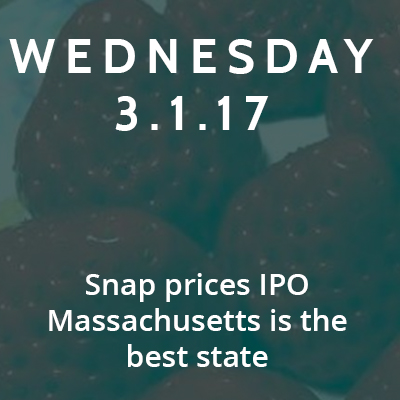 WEDNESDAY
3.1.17
Snap prices IPO
Massachusetts is the
best state